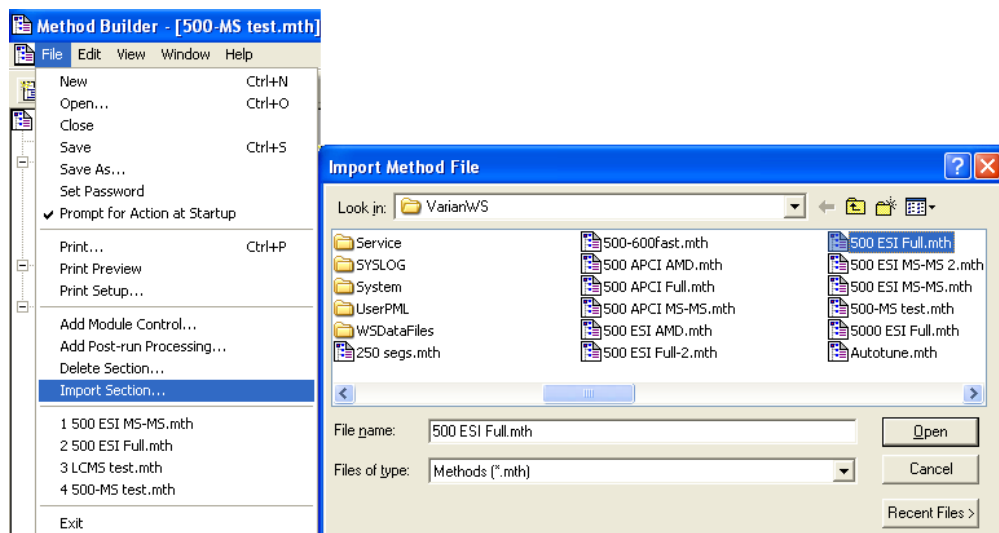 Method Builder - [500-MS test.mth]
File Edit View Window Help
New Ctrl+N
Open... Ctrl+O
Close
Save Ctrl+S
Save As...
Set Password
Prompt for Action at Startup
Print... Ctrl+P
Print Preview
Print Setup...
Add Module Control...
Add Post-run Processing...
Delete Section...
Import Section...
1 500 ESI MS-MS.mth
2 500 ESI Full.mth
3 LCMS test.mth
4 500-MS test.mth
Exit
Import Method File
Look in: VarianWS
Service
SYSLOG
System
UserPML
WSDataFiles
250 segs.mth
500-600fast.mth
500 APCI AMD.mth
500 APCI Full.mth
500 APCI MS-MS.mth
500 ESI AMD.mth
500 ESI Full-2.mth
500 ESI Full.mth
500 ESI MS-MS 2.mth
500 ESI MS-MS.mth
500-MS test.mth
5000 ESI Full.mth
Autotune.mth
File name: 500 ESI Full.mth Open
Files of type: Methods (*.mth) Cancel
Recent Files >